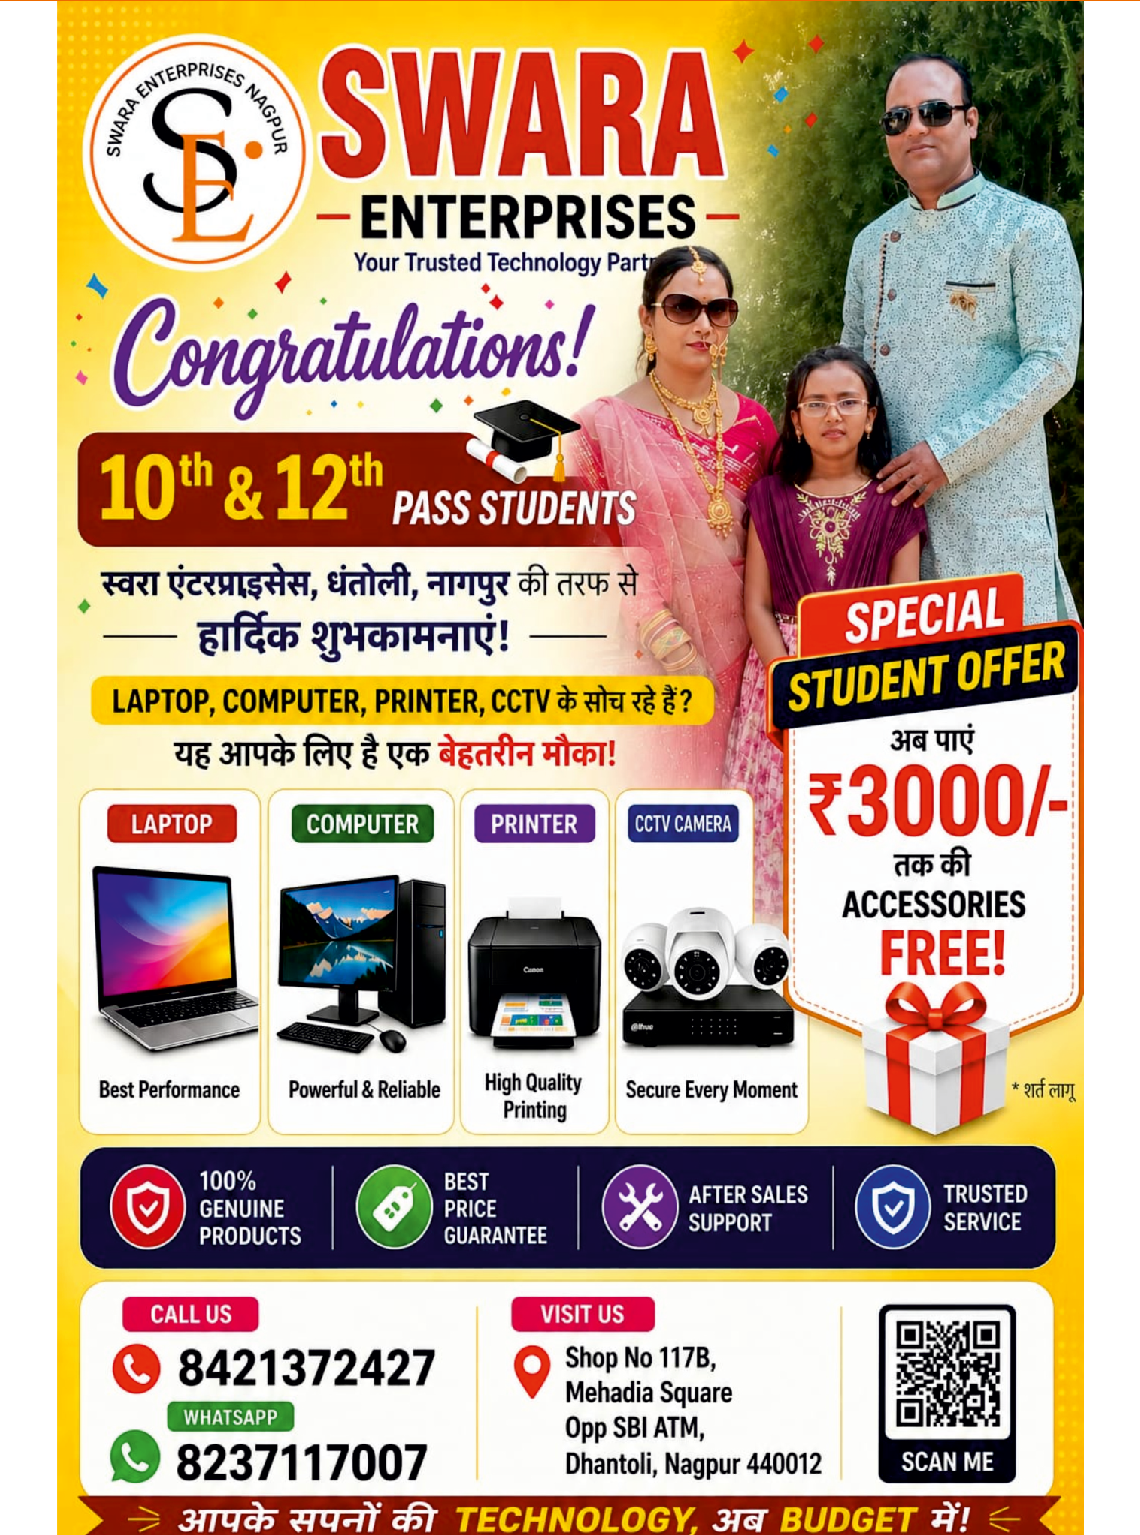 SWARA ENTERPRISES NAGPUR
SE
SWARA
ENTERPRISES
Your Trusted Technology Part
Congratulations!
10th & 12th PASS STUDENTS
स्वरा एंटरप्राइसेस, धंतोली, नागपुर की तरफ से
हार्दिक शुभकामनाएं!
LAPTOP, COMPUTER, PRINTER, CCTV के सोच रहे हैं?
यह आपके लिए है एक बेहतरीन मौका!
SPECIAL
STUDENT OFFER
अब पाएं
₹3000/-
तक की
ACCESSORIES
FREE!
* शर्त लागू
LAPTOP
Best Performance
COMPUTER
Powerful & Reliable
PRINTER
Canon
High Quality
Printing
CCTV CAMERA
alhua
Secure Every Moment
100%
GENUINE
PRODUCTS
BEST
PRICE
GUARANTEE
AFTER SALES
SUPPORT
TRUSTED
SERVICE
CALL US
8421372427
WHATSAPP
8237117007
VISIT US
Shop No 117B,
Mehadia Square
Opp SBI ATM,
Dhantoli, Nagpur 440012
SCAN ME
आपके सपनों की TECHNOLOGY, अब BUDGET में!